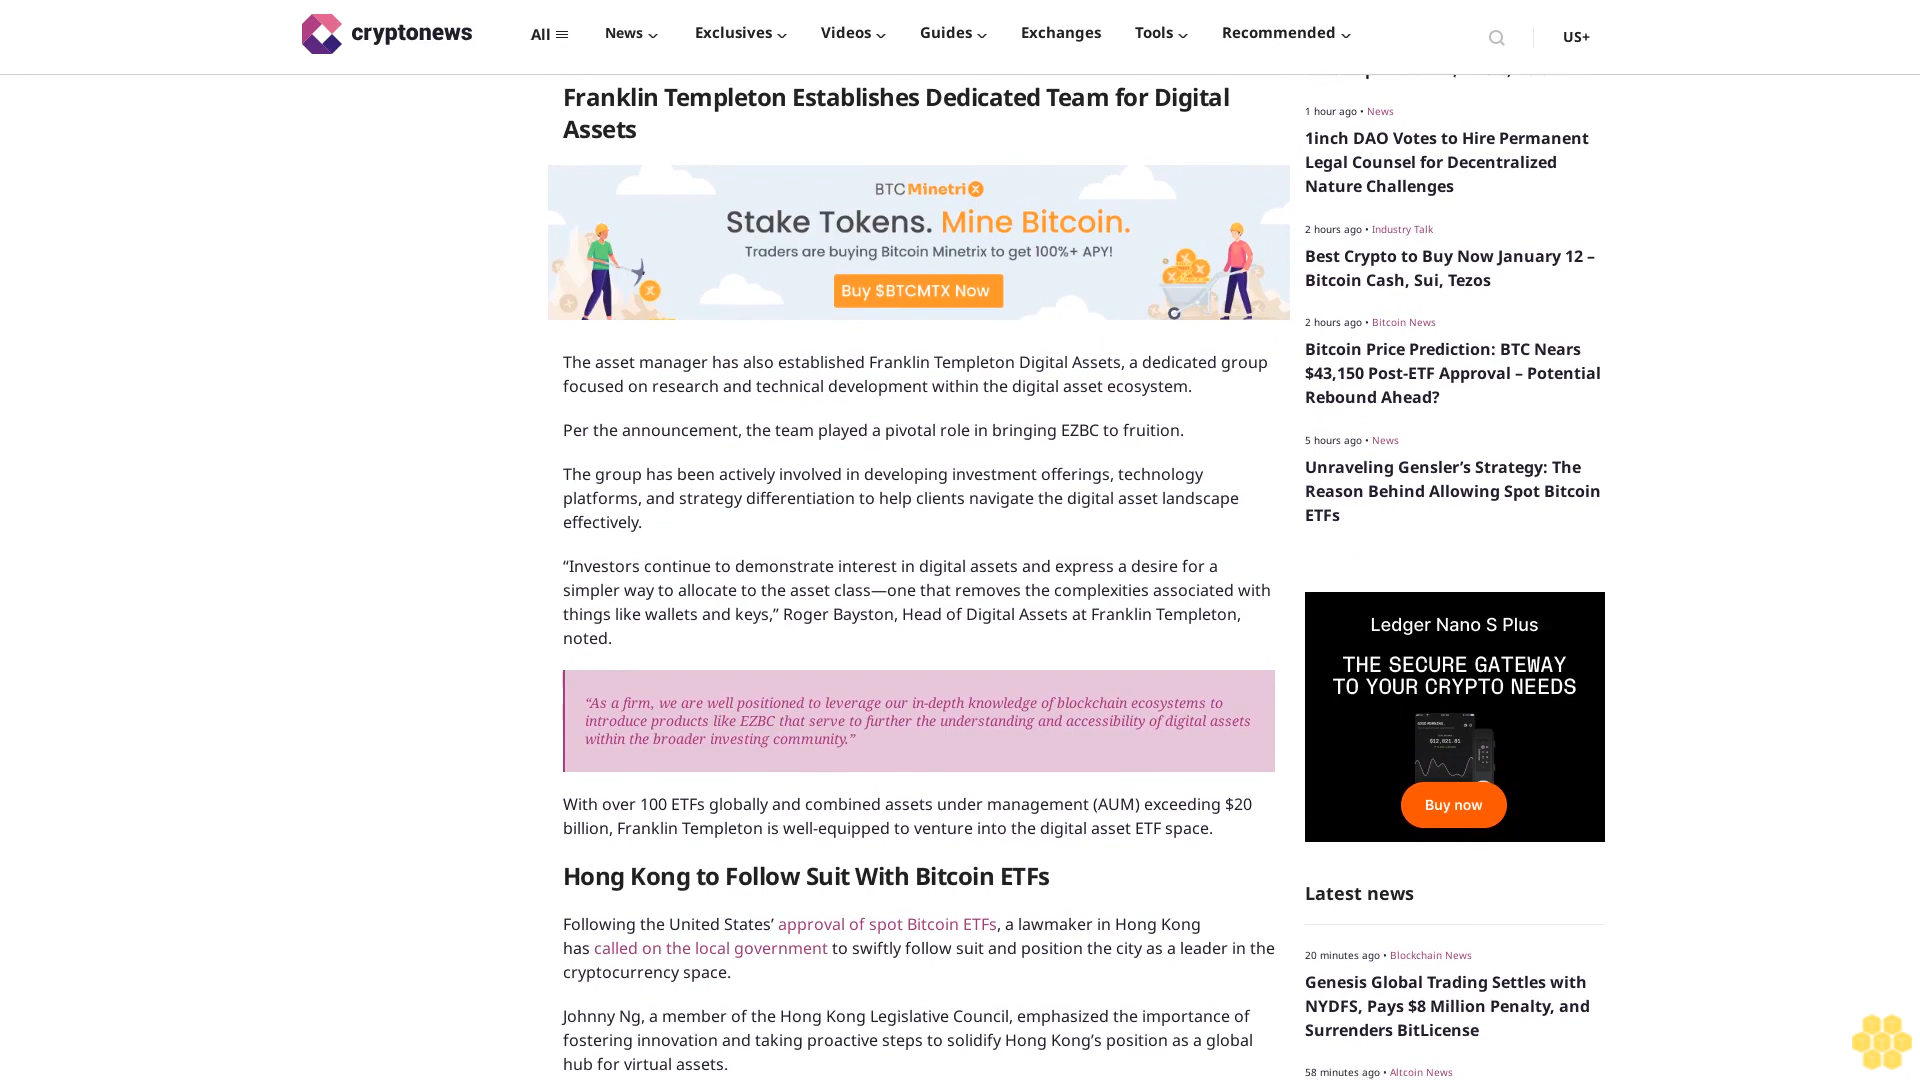 cryptonews
All
News
Exclusives
Videos
Guides
Exchanges
Tools
Recommended
US+
Franklin Templeton Establishes Dedicated Team for Digital
Assets
BTC Minetrix
Stake Tokens. Mine Bitcoin.
Traders are buying Bitcoin Minetrix to get 100%+ APY!
Buy $BTCMTX Now
The asset manager has also established Franklin Templeton Digital Assets, a dedicated group
focused on research and technical development within the digital asset ecosystem.
Per the announcement, the team played a pivotal role in bringing EZBC to fruition.
The group has been actively involved in developing investment offerings, technology
platforms, and strategy differentiation to help clients navigate the digital asset landscape
effectively.
“Investors continue to demonstrate interest in digital assets and express a desire for a
simpler way to allocate to the asset class—one that removes the complexities associated with
things like wallets and keys,” Roger Bayston, Head of Digital Assets at Franklin Templeton,
noted.
“As a firm, we are well positioned to leverage our in-depth knowledge of blockchain ecosystems to
introduce products like EZBC that serve to further the understanding and accessibility of digital assets
within the broader investing community.”
With over 100 ETFs globally and combined assets under management (AUM) exceeding $20
billion, Franklin Templeton is well-equipped to venture into the digital asset ETF space.
Hong Kong to Follow Suit With Bitcoin ETFs
Following the United States’ approval of spot Bitcoin ETFs, a lawmaker in Hong Kong
has called on the local government to swiftly follow suit and position the city as a leader in the
cryptocurrency space.
Johnny Ng, a member of the Hong Kong Legislative Council, emphasized the importance of
fostering innovation and taking proactive steps to solidify Hong Kong’s position as a global
hub for virtual assets.
1 hour ago • News
1inch DAO Votes to Hire Permanent
Legal Counsel for Decentralized
Nature Challenges
2 hours ago • Industry Talk
Best Crypto to Buy Now January 12 –
Bitcoin Cash, Sui, Tezos
2 hours ago • Bitcoin News
Bitcoin Price Prediction: BTC Nears
$43,150 Post-ETF Approval – Potential
Rebound Ahead?
5 hours ago • News
Unraveling Gensler’s Strategy: The
Reason Behind Allowing Spot Bitcoin
ETFs
Ledger Nano S Plus
THE SECURE GATEWAY
TO YOUR CRYPTO NEEDS
$12,821.81
Buy now
Latest news
20 minutes ago • Blockchain News
Genesis Global Trading Settles with
NYDFS, Pays $8 Million Penalty, and
Surrenders BitLicense
58 minutes ago • Altcoin News